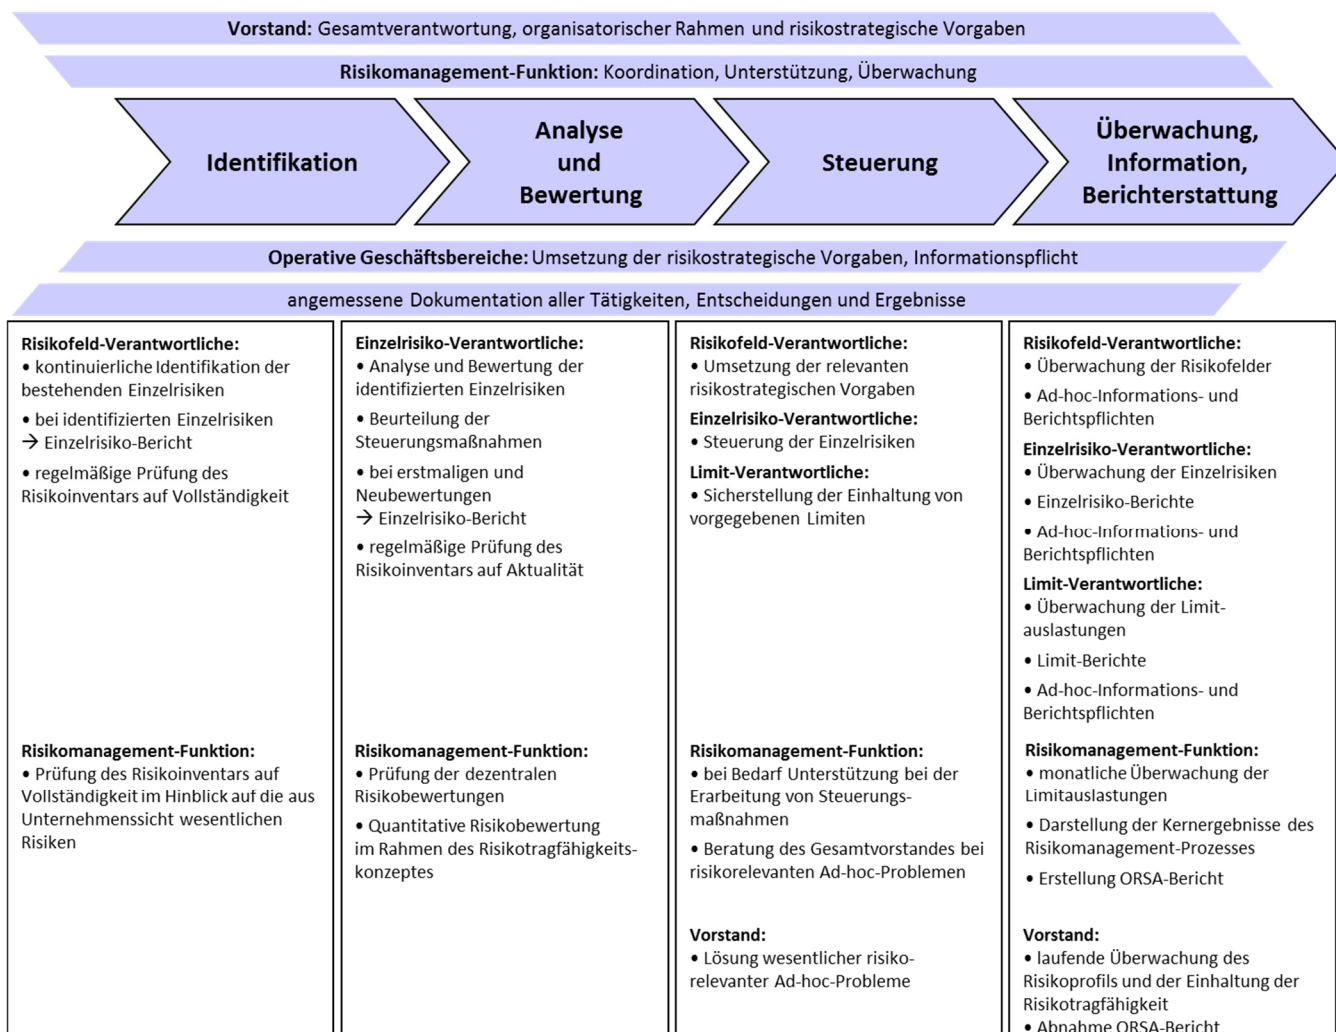 Vorstand: Gesamtverantwortung, organisatorischer Rahmen und risikostrategische Vorgaben
Risikomanagement-Funktion: Koordination, Unterstützung, Überwachung
Identifikation
Analyse
und
Bewertung
Steuerung
Überwachung,
Information,
Berichterstattung
Operative Geschäftsbereiche: Umsetzung der risikostrategische Vorgaben, Informationspflicht
angemessene Dokumentation aller Tätigkeiten, Entscheidungen und Ergebnisse
Risikofeld-Verantwortliche:
• kontinuierliche Identifikation der
bestehenden Einzelrisiken
• bei identifizierten Einzelrisiken
→ Einzelrisiko-Bericht
• regelmäßige Prüfung des
Risikoinventars auf Vollständigkeit
Risikomanagement-Funktion:
• Prüfung des Risikoinventars auf
Vollständigkeit im Hinblick auf die aus
Unternehmenssicht wesentlichen
Risiken
Einzelrisiko-Verantwortliche:
• Analyse und Bewertung der
identifizierten Einzelrisiken
• Beurteilung der
Steuerungsmaßnahmen
• bei erstmaligen und
Neubewertungen
→ Einzelrisiko-Bericht
• regelmäßige Prüfung des
Risikoinventars auf Aktualität
Risikomanagement-Funktion:
• Prüfung der dezentralen
Risikobewertungen
• Quantitative Risikobewertung
im Rahmen des Risikotragfähigkeits-
konzeptes
Risikofeld-Verantwortliche:
• Umsetzung der relevanten
risikostrategischen Vorgaben
Einzelrisiko-Verantwortliche:
• Steuerung der Einzelrisiken
Limit-Verantwortliche:
• Sicherstellung der Einhaltung von
vorgegebenen Limiten
Risikomanagement-Funktion:
• bei Bedarf Unterstützung bei der
Erarbeitung von Steuerungs-
maßnahmen
• Beratung des Gesamtvorstandes bei
risikorelevanten Ad-hoc-Problemen
Vorstand:
• Lösung wesentlicher risiko-
relevanter Ad-hoc-Probleme
Risikofeld-Verantwortliche:
• Überwachung der Risikofelder
• Ad-hoc-Informations- und
Berichtspflichten
Einzelrisiko-Verantwortliche:
• Überwachung der Einzelrisiken
• Einzelrisiko-Berichte
• Ad-hoc-Informations- und
Berichtspflichten
Limit-Verantwortliche:
• Überwachung der Limit-
auslastungen
• Limit-Berichte
• Ad-hoc-Informations- und
Berichtspflichten
Risikomanagement-Funktion:
• monatliche Überwachung der
Limitauslastungen
• Darstellung der Kernergebnisse des
Risikomanagement-Prozesses
• Erstellung ORSA-Bericht
Vorstand:
• laufende Überwachung des
Risikoprofils und der Einhaltung der
Risikotragfähigkeit
• Abnahme ORSA-Bericht